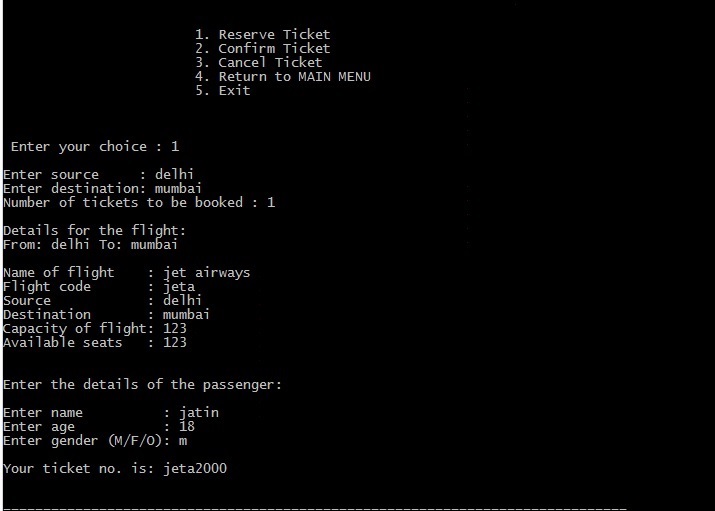 1. Reserve Ticket
2. Confirm Ticket
3. Cancel Ticket
4. Return to MAIN MENU
5. Exit
Enter your choice : 1
Enter source     : delhi
Enter destination: mumbai
Number of tickets to be booked : 1
Details for the flight:
From: delhi To: mumbai
Name of flight    : jet airways
Flight code       : jeta
Source            : delhi
Destination       : mumbai
Capacity of flight: 123
Available seats   : 123
Enter the details of the passenger:
Enter name          : jatin
Enter age           : 18
Enter gender (M/F/O): m
Your ticket no. is: jeta2000